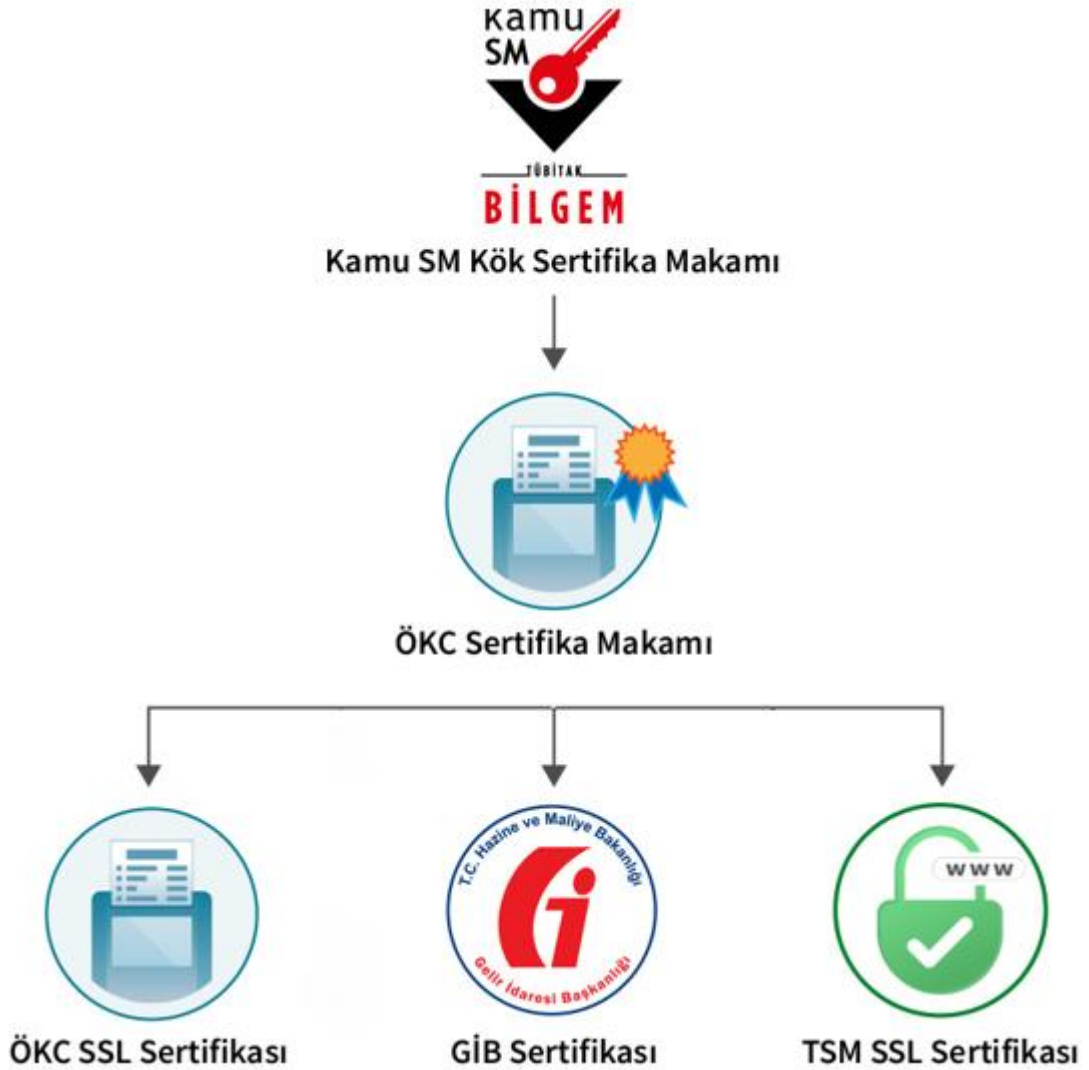 Kamu
SM
TÜBİTAK
BİLGEM
Kamu SM Kök Sertifika Makamı
ÖKC Sertifika Makamı
T.C. Hazine ve Maliye Bakanlığı
www
Gelir İdaresi Başkanlığı
ÖKC SSL Sertifikası
GİB Sertifikası
TSM SSL Sertifikası